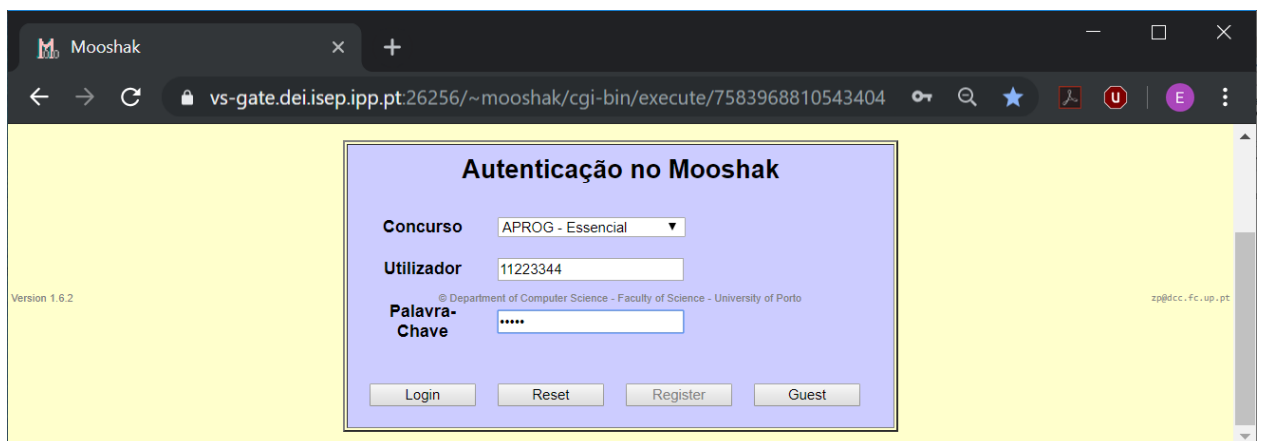 Mooshak
vs-gate.dei.isep.ipp.pt:26256/~mooshak/cgi-bin/execute/7583968810543404
E
Autenticação no Mooshak
Concurso APROG - Essencial
Utilizador 11223344
Version 1.6.2
© Department of Computer Science - Faculty of Science - University of Porto
zp@dcc.fc.up.pt
Palavra-
Chave •••••
Login Reset Register Guest